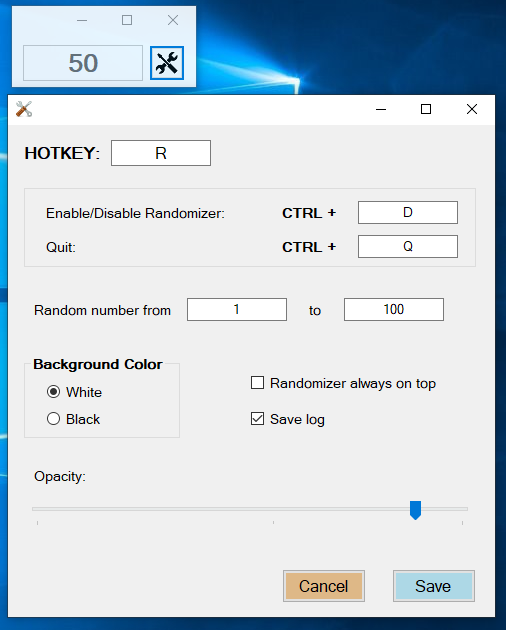 50
HOTKEY: R
Enable/Disable Randomizer: CTRL + D
Quit: CTRL + Q
Random number from 1 to 100
Background Color
White
Black
Randomizer always on top
Save log
Opacity:
Cancel Save